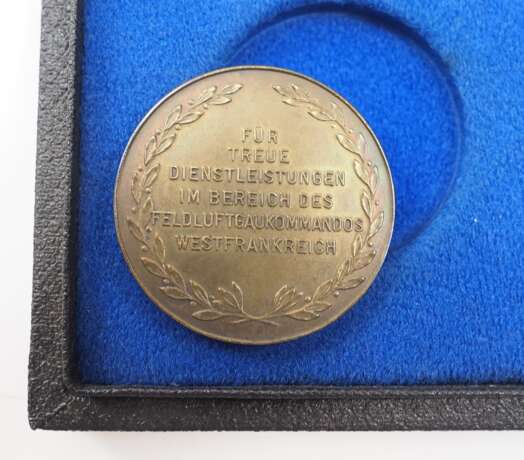 FÜR
TREUE
DIENSTLEISTUNGEN
IM BEREICH DES
FELDLUFTGAUKOMMANDOS
WESTFRANKREICH